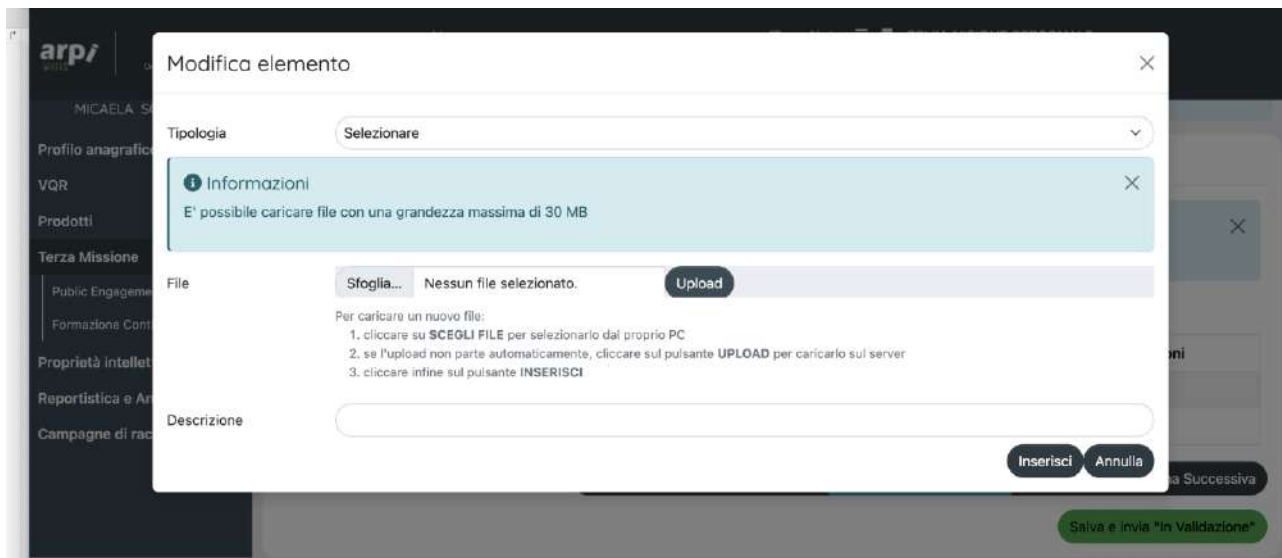 arpi
Modifica elemento
MICAELA
Tipologia
Selezionare
Profilo anagrafico
VQR
Informazioni
E' possibile caricare file con una grandezza massima di 30 MB
Prodotti
Terza Missione
Public Engageme
File
Sfoglia...
Nessun file selezionato.
Upload
Formazione Cont
Per caricare un nuovo file:
1. cliccare su SCEGLI FILE per selezionarlo dal proprio PC
2. se l'upload non parte automaticamente, cliccare sul pulsante UPLOAD per caricarlo sul server
3. cliccare infine sul pulsante INSERISCI
Proprietà intellet
oni
Reportistica e An
Campagne di rac
Descrizione
Inserisci
Annulla
a Successiva
Salva e invia "In Validazione"